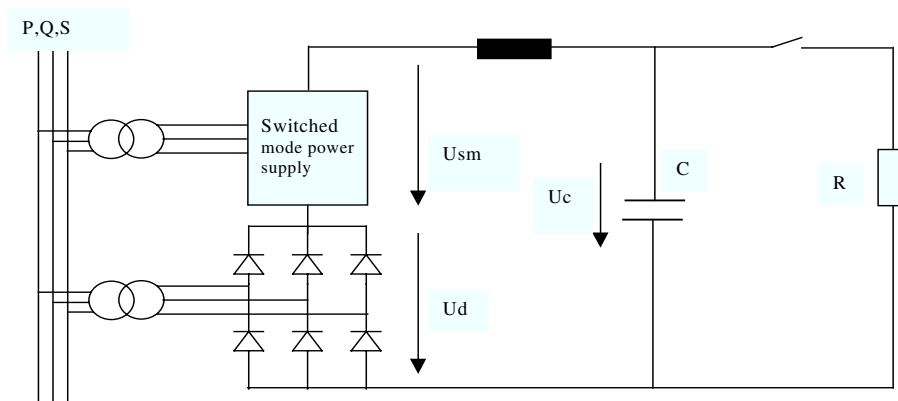 P,Q,S
Switched
mode power
supply
Usm
Uc
C
R
Ud